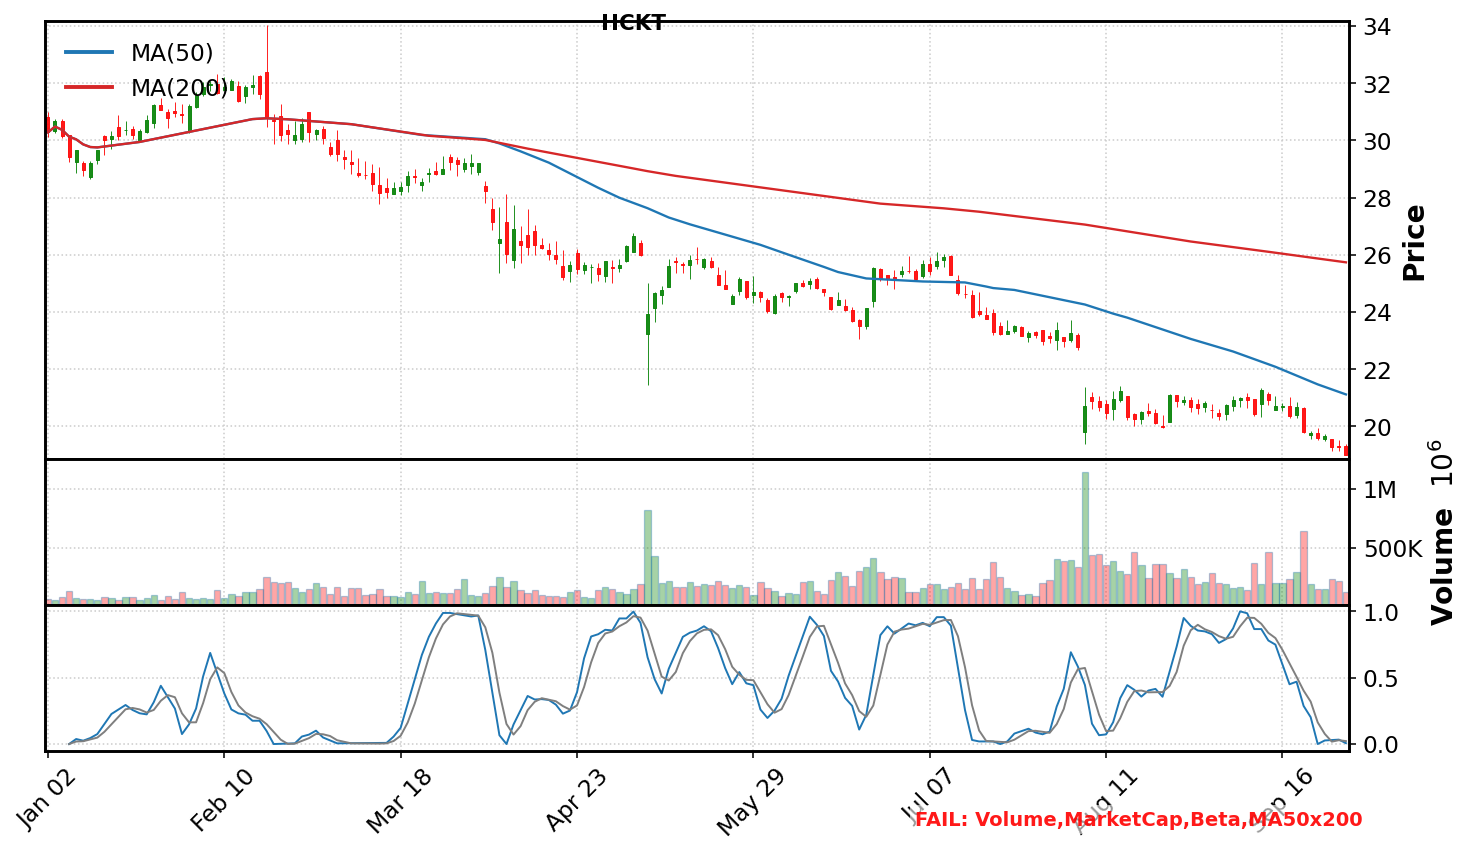 HCKT
MA(50)
MA(200)
34
32
30
28
26
24
22
20
Price
1M
500K
Volume 10^6
1.0
0.5
0.0
Jan 02
Feb 10
Mar 18
Apr 23
May 29
Jul 07
Aug 11
Sep 16
FAIL: Volume,MarketCap,Beta,MA50x200